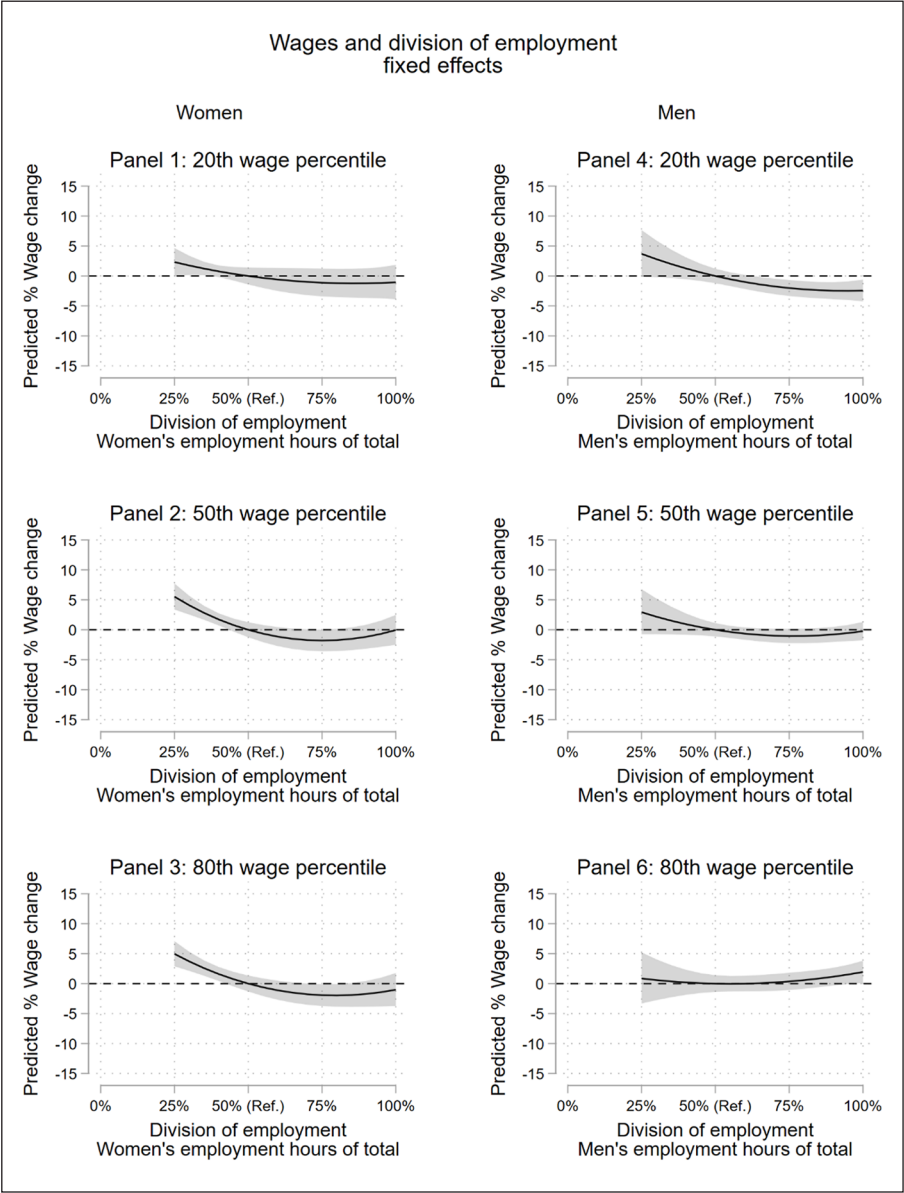 Wages and division of employment
fixed effects
Women
Men
Panel 1: 20th wage percentile
Predicted % Wage change
15
10
5
0
-5
-10
-15
0% 25% 50% (Ref.) 75% 100%
Division of employment
Women's employment hours of total
Panel 4: 20th wage percentile
Predicted % Wage change
15
10
5
0
-5
-10
-15
0% 25% 50% (Ref.) 75% 100%
Division of employment
Men's employment hours of total
Panel 2: 50th wage percentile
Predicted % Wage change
15
10
5
0
-5
-10
-15
0% 25% 50% (Ref.) 75% 100%
Division of employment
Women's employment hours of total
Panel 5: 50th wage percentile
Predicted % Wage change
15
10
5
0
-5
-10
-15
0% 25% 50% (Ref.) 75% 100%
Division of employment
Men's employment hours of total
Panel 3: 80th wage percentile
Predicted % Wage change
15
10
5
0
-5
-10
-15
0% 25% 50% (Ref.) 75% 100%
Division of employment
Women's employment hours of total
Panel 6: 80th wage percentile
Predicted % Wage change
15
10
5
0
-5
-10
-15
0% 25% 50% (Ref.) 75% 100%
Division of employment
Men's employment hours of total